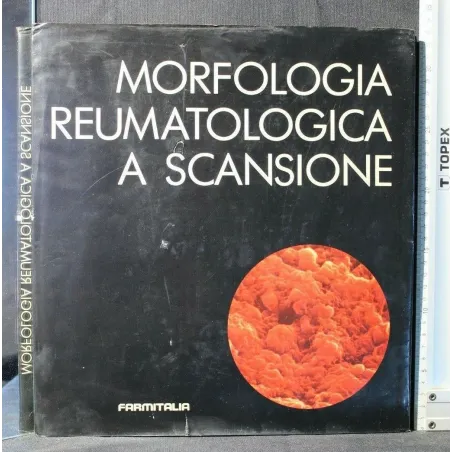 MORFOLOGIA
REUMATOLOGICA
A SCANSIONE
FARMITALIA
MORFOLOGIA REUMATOLOGICA A SCANSIONE
T TOPEX